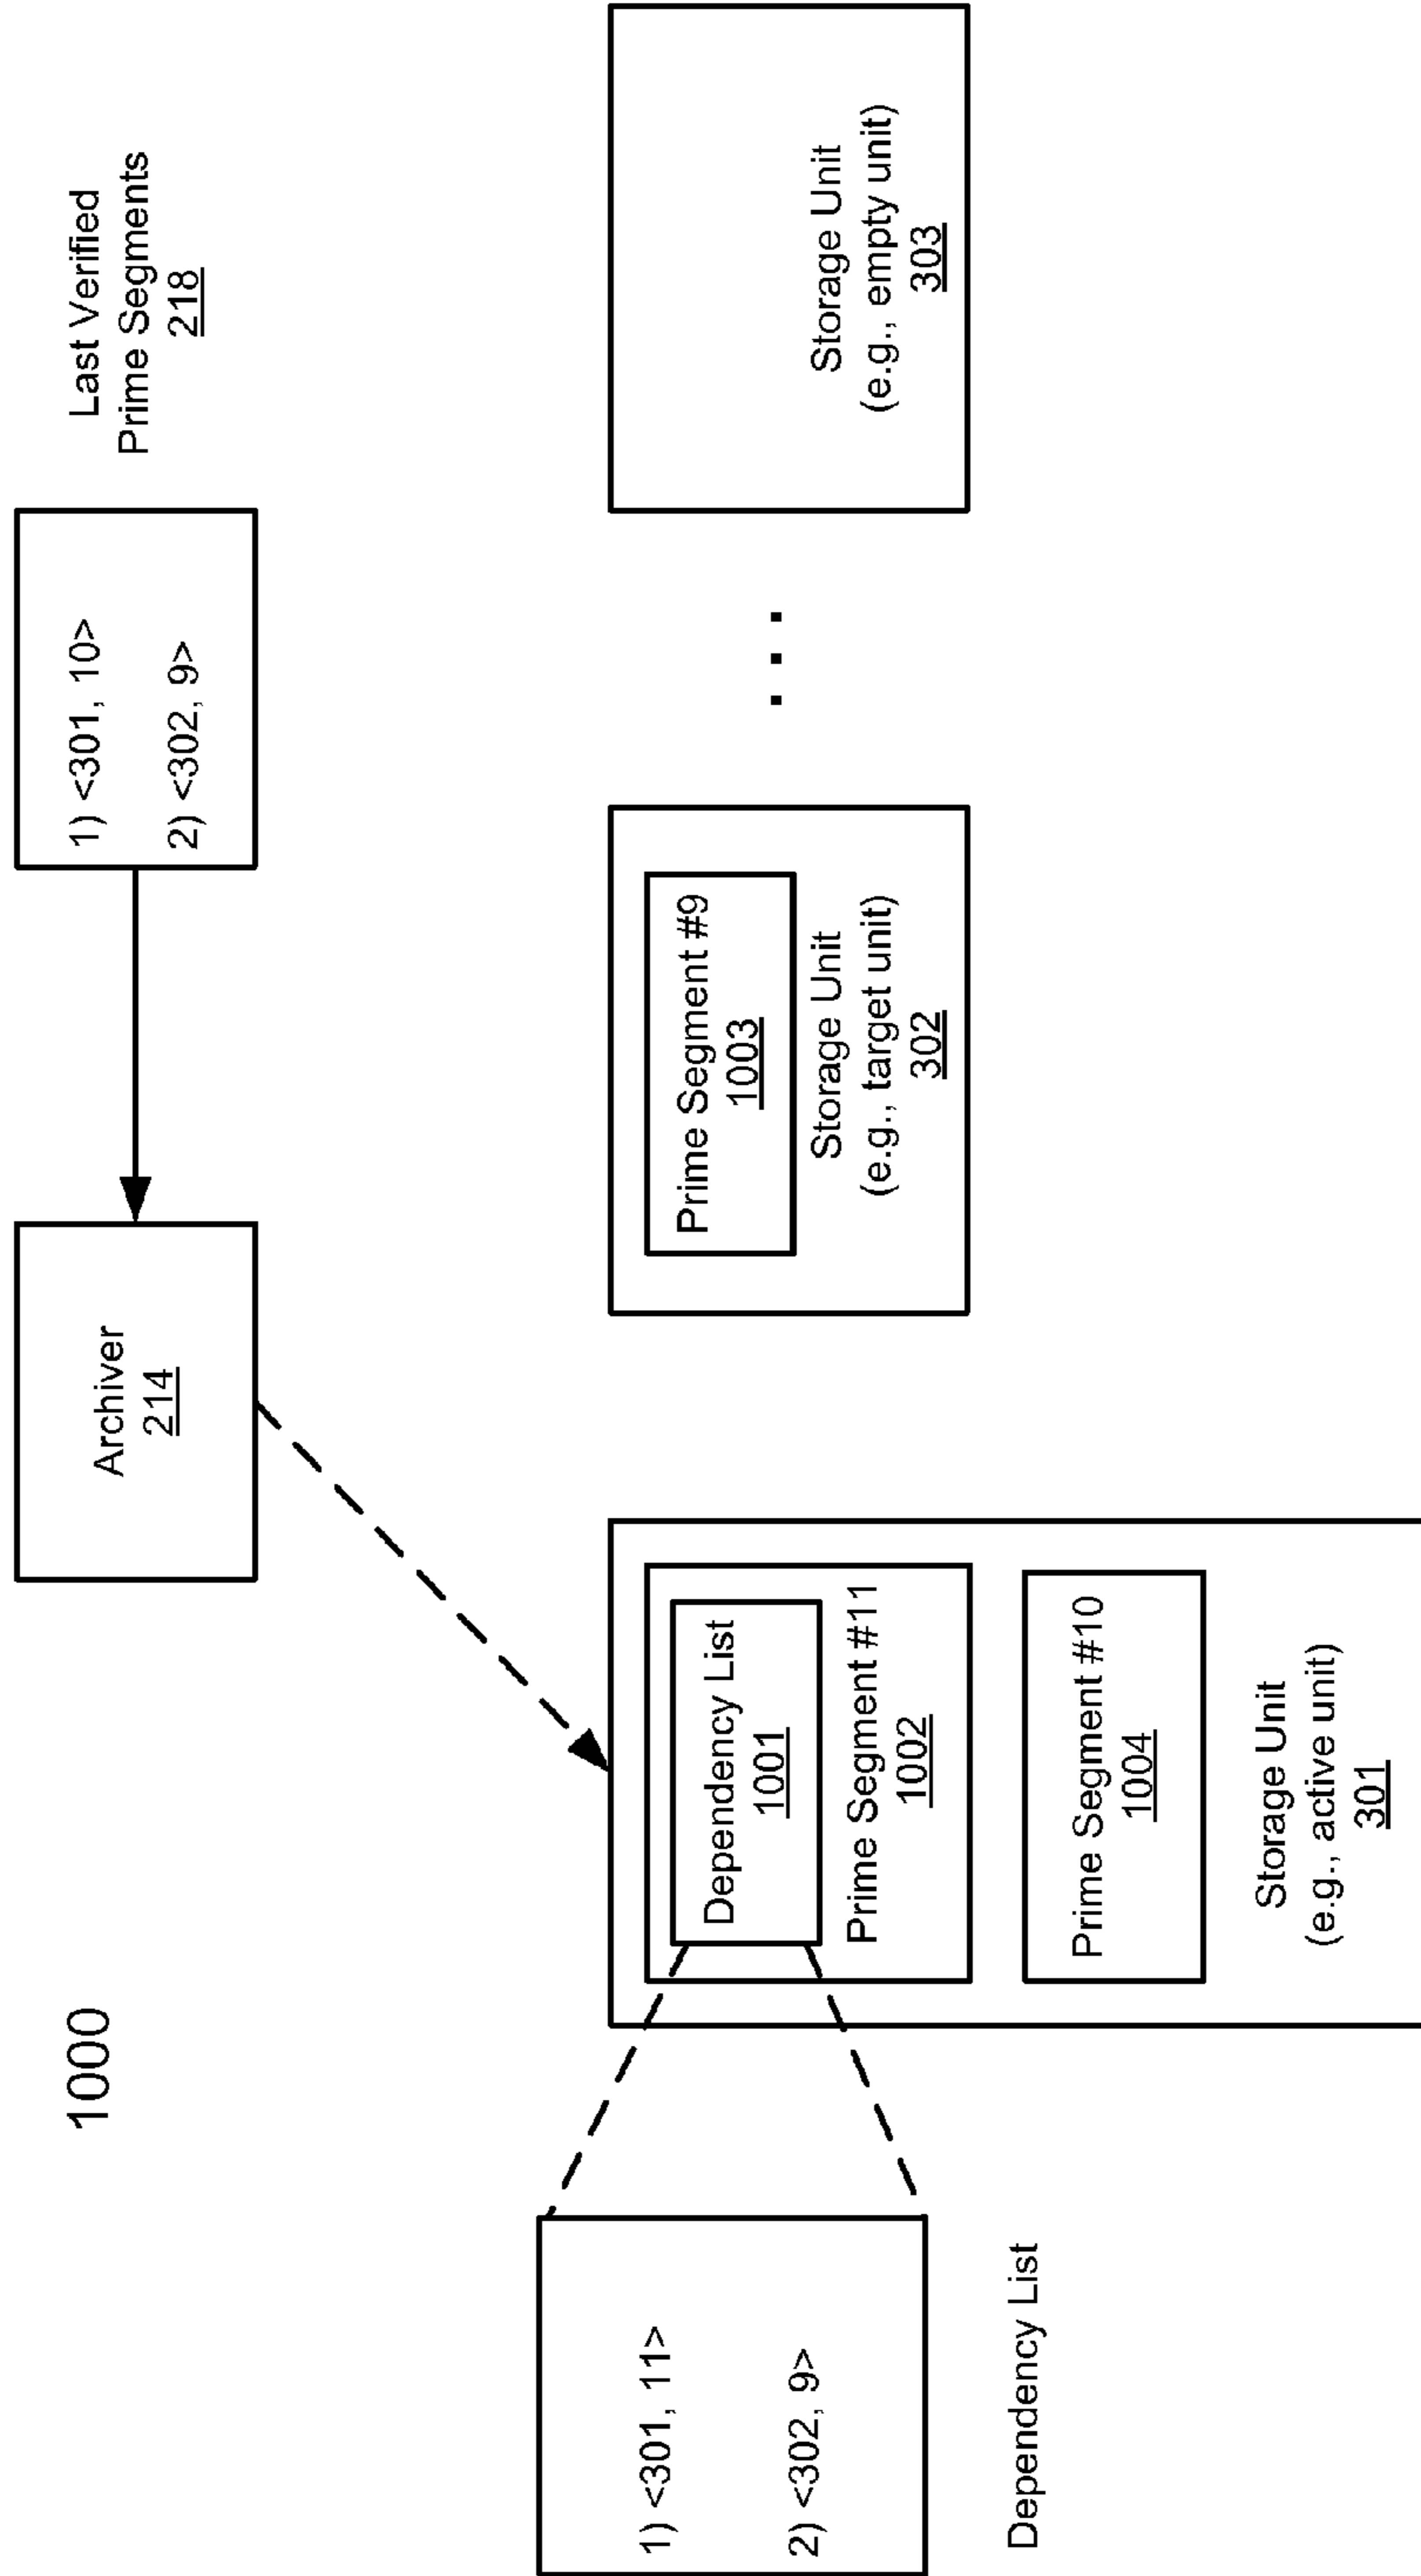 1000
Archiver
214
1) <301, 10>
2) <302, 9>
Last Verified
Prime Segments
218
1) <301, 11>
2) <302, 9>
Dependency List
Dependency List
1001
Prime Segment #11
1002
Prime Segment #10
1004
Storage Unit
(e.g., active unit)
301
Prime Segment #9
1003
Storage Unit
(e.g., target unit)
302
. . .
Storage Unit
(e.g., empty unit)
303